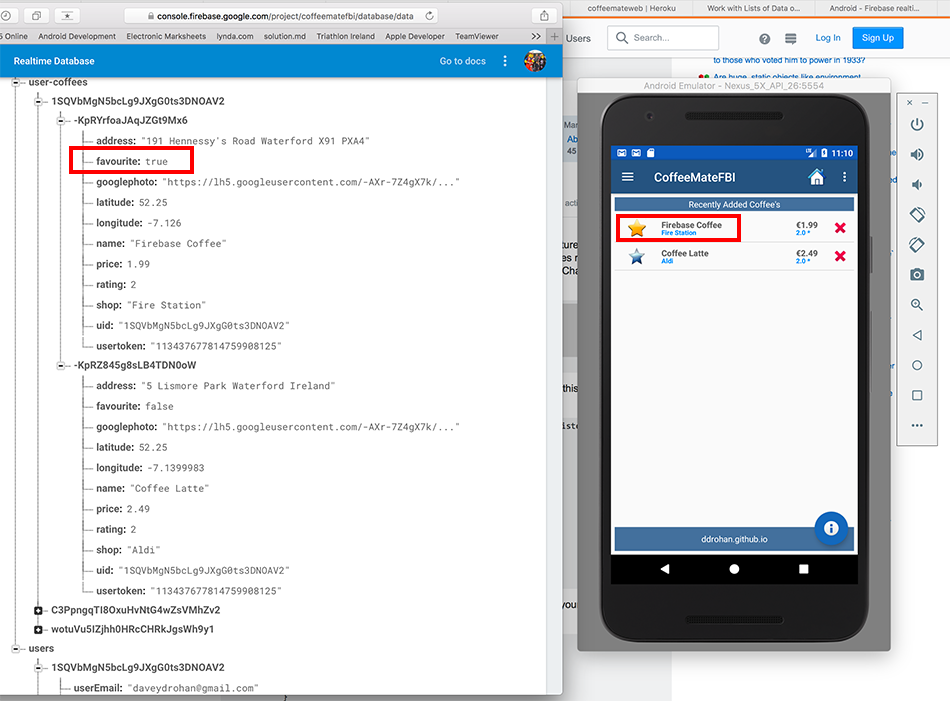 console.firebase.google.com/project/coffeematefbi/database/data
5 Online Android Development Electronic Marksheets lynda.com solution.md Triathlon Ireland Apple Developer TeamViewer >>
Realtime Database
Go to docs
user-coffees
1SQVbMgN5bcLg9JXgG0ts3DNOAV2
-KpRYrfoaJAqJZGt9Mx6
address: "191 Hennessy's Road Waterford X91 PXA4"
favourite: true
googlephoto: "https://lh5.googleusercontent.com/-AXr-7Z4gX7k/..."
latitude: 52.25
longitude: -7.126
name: "Firebase Coffee"
price: 1.99
rating: 2
shop: "Fire Station"
uid: "1SQVbMgN5bcLg9JXgG0ts3DNOAV2"
usertoken: "113437677814759908125"
-KpRZ845g8sLB4TDN0oW
address: "5 Lismore Park Waterford Ireland"
favourite: false
googlephoto: "https://lh5.googleusercontent.com/-AXr-7Z4gX7k/..."
latitude: 52.25
longitude: -7.1399983
name: "Coffee Latte"
price: 2.49
rating: 2
shop: "Aldi"
uid: "1SQVbMgN5bcLg9JXgG0ts3DNOAV2"
usertoken: "113437677814759908125"
C3PpngqTI8OxuHvNtG4wZsVMhZv2
wotuVu5IZjhh0HRcCHRkJgsWh9y1
users
1SQVbMgN5bcLg9JXgG0ts3DNOAV2
userEmail: "daveydrohan@gmail.com"
coffeemateweb | Heroku
Work with Lists of Data o...
Android - Firebase realti...
Users
Search...
Log In
Sign Up
to those who voted him to power in 1933?
Are huge, static objects like environment
Android Emulator - Nexus_5X_API_26:5554
11:10
CoffeeMateFBI
Recently Added Coffee's
Firebase Coffee
Fire Station
€1.99
2.0 *
Coffee Latte
Aldi
€2.49
2.0 *
ddrohan.github.io